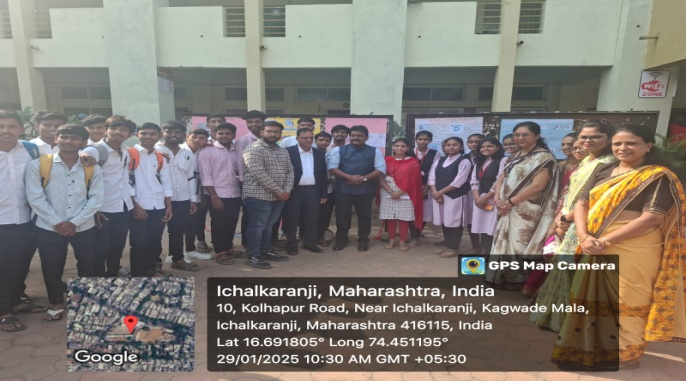 WiFi
ZONE
GPS Map Camera
Ichalkaranji, Maharashtra, India
10, Kolhapur Road, Near Ichalkaranji, Kagwade Mala,
Ichalkaranji, Maharashtra 416115, India
Lat 16.691805° Long 74.451195°
29/01/2025 10:30 AM GMT +05:30
Google